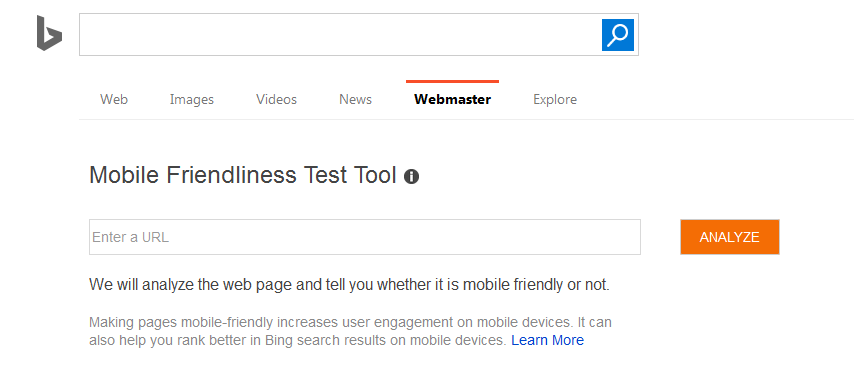 Web Images Videos News Webmaster Explore
Mobile Friendliness Test Tool
Enter a URL ANALYZE
We will analyze the web page and tell you whether it is mobile friendly or not.
Making pages mobile-friendly increases user engagement on mobile devices. It can
also help you rank better in Bing search results on mobile devices. Learn More